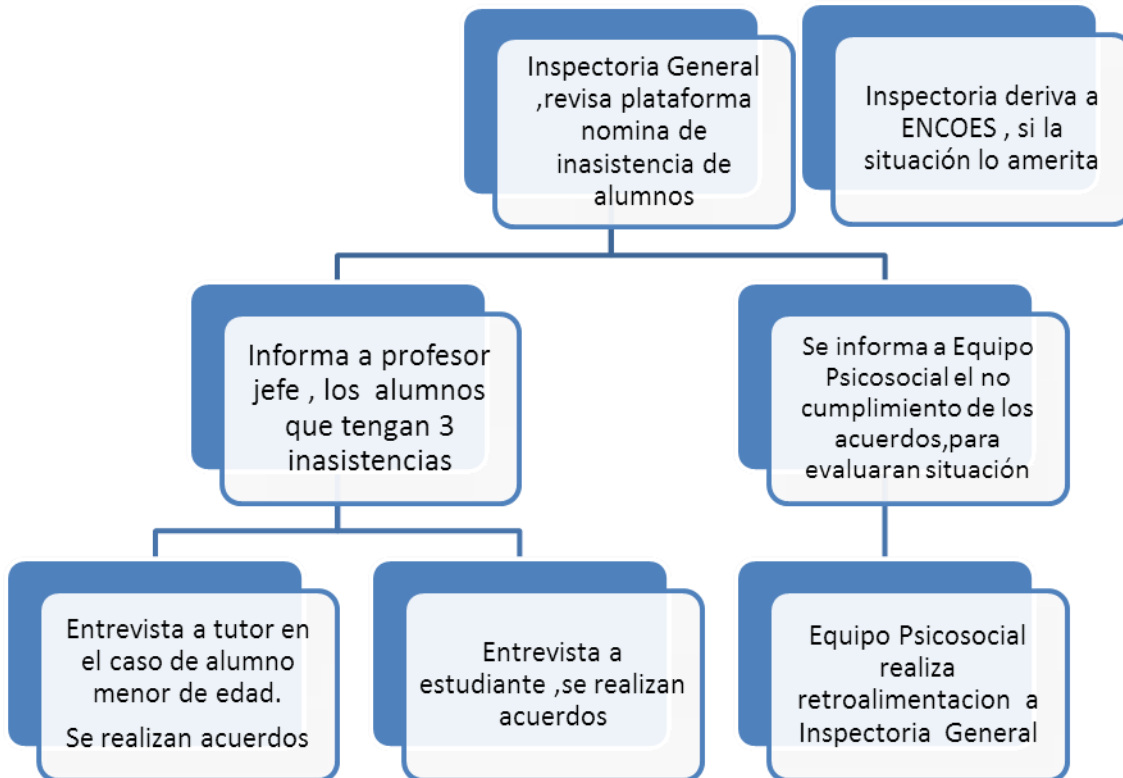 Inspectoria General
,revisa plataforma
nomina de
inasistencia de
alumnos
Inspectoria deriva a
ENCOES , si la
situación lo amerita
Informa a profesor
jefe , los alumnos
que tengan 3
inasistencias
Se informa a Equipo
Psicosocial el no
cumplimiento de los
acuerdos,para
evaluaran situación
Entrevista a tutor en
el caso de alumno
menor de edad.
Se realizan acuerdos
Entrevista a
estudiante ,se realizan
acuerdos
Equipo Psicosocial
realiza
retroalimentacion a
Inspectoria General